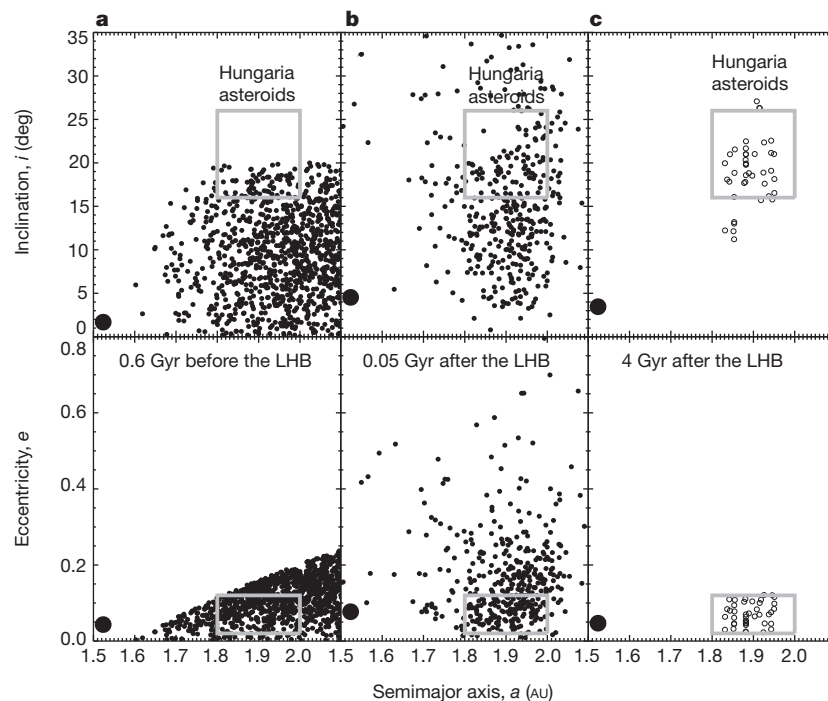 a
b
c
35
30
25
20
15
10
5
0
Inclination, i (deg)
Hungaria
asteroids
Hungaria
asteroids
Hungaria
asteroids
0.8
0.6
0.4
0.2
0.0
Eccentricity, e
0.6 Gyr before the LHB
0.05 Gyr after the LHB
4 Gyr after the LHB
1.5 1.6 1.7 1.8 1.9 2.0 1.5 1.6 1.7 1.8 1.9 2.0 1.5 1.6 1.7 1.8 1.9 2.0
Semimajor axis, a (AU)